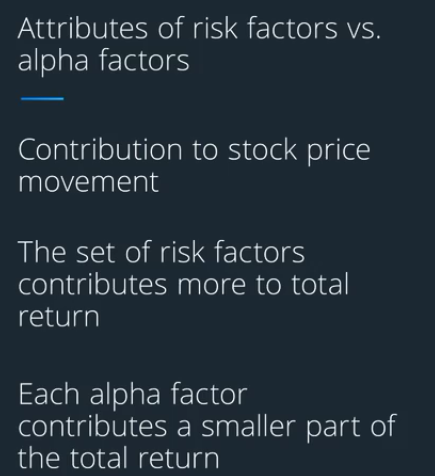 Attributes of risk factors vs.
alpha factors
Contribution to stock price
movement
The set of risk factors
contributes more to total
return
Each alpha factor
contributes a smaller part of
the total return